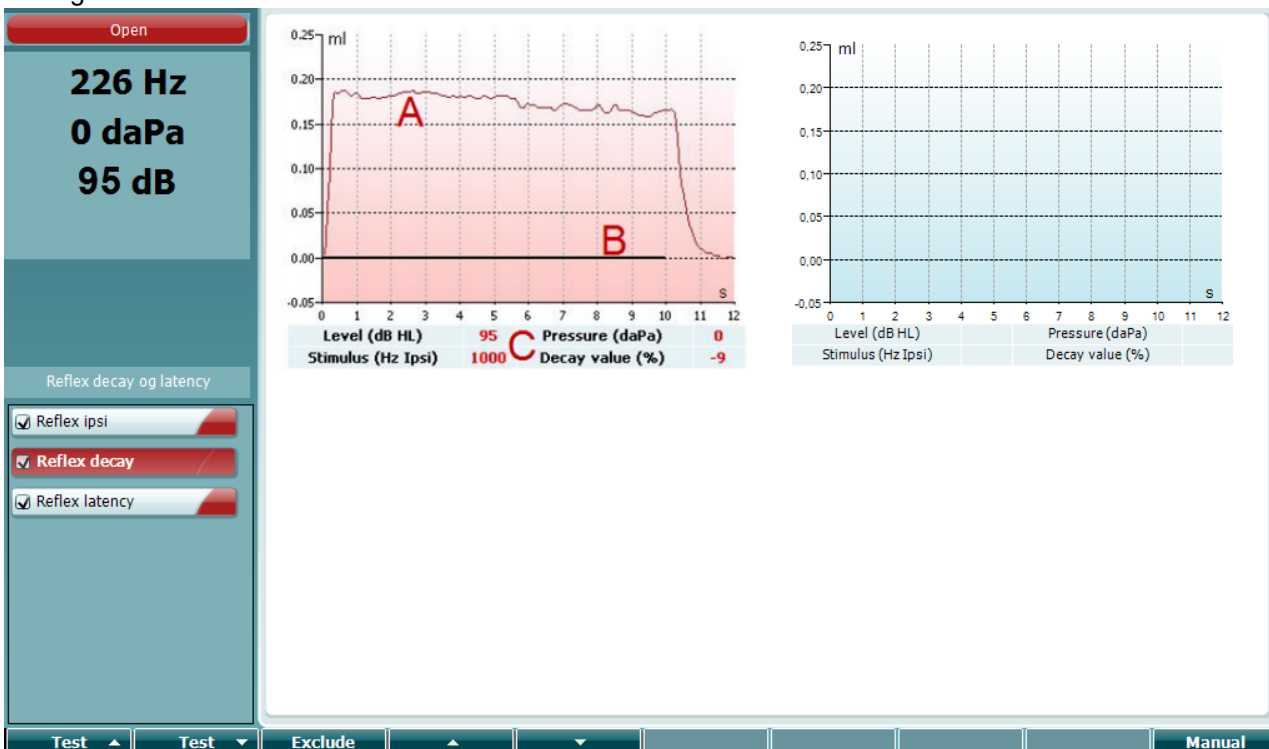 Open
226 Hz
0 daPa
95 dB
Reflex decay og latency
Reflex ipsi
Reflex decay
Reflex latency
0.25 ml
0.20
0.15
0.10
0.05
0.00
-0.05
A
B
s
0 1 2 3 4 5 6 7 8 9 10 11 12
Level (dB HL) 95 Pressure (daPa) 0
C
Stimulus (Hz Ipsi) 1000 Decay value (%) -9
0,25 ml
0,20
0,15
0,10
0,05
0,00
-0,05
s
0 1 2 3 4 5 6 7 8 9 10 11 12
Level (dB HL) Pressure (daPa)
Stimulus (Hz Ipsi) Decay value (%)
Test Test Exclude Manual